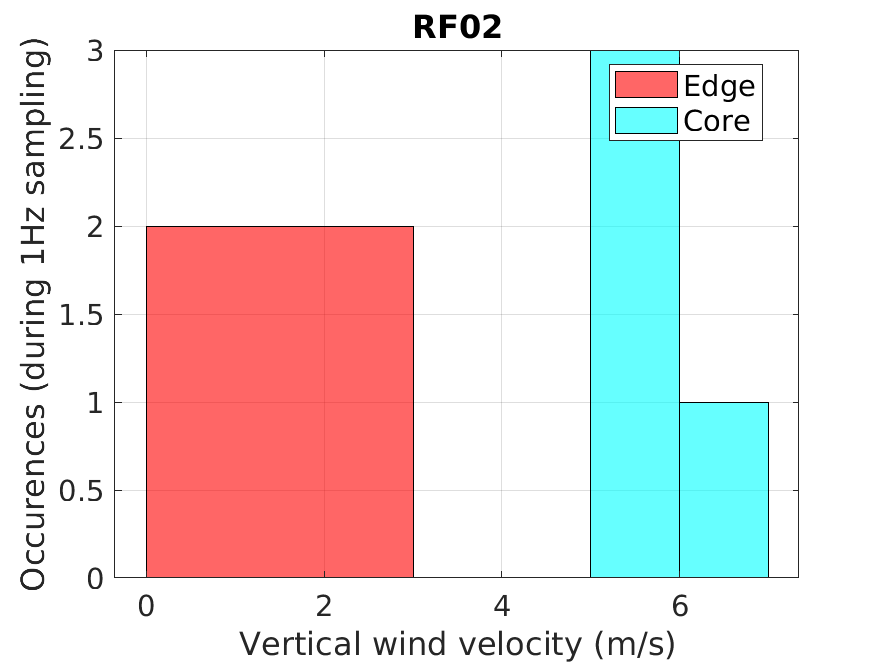 RF02
Edge
Core
Occurences (during 1Hz sampling)
3
2.5
2
1.5
1
0.5
0
0 2 4 6
Vertical wind velocity (m/s)